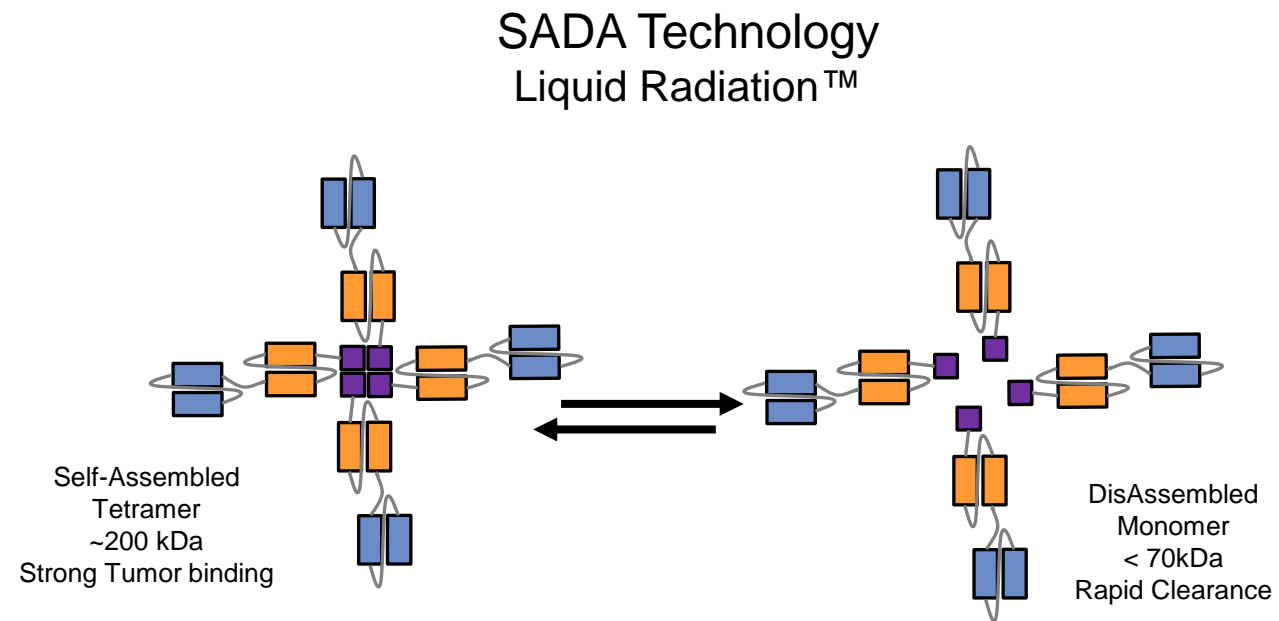 SADA Technology
Liquid Radiation™
Self-Assembled
Tetramer
~200 kDa
Strong Tumor binding
DisAssembled
Monomer
< 70kDa
Rapid Clearance